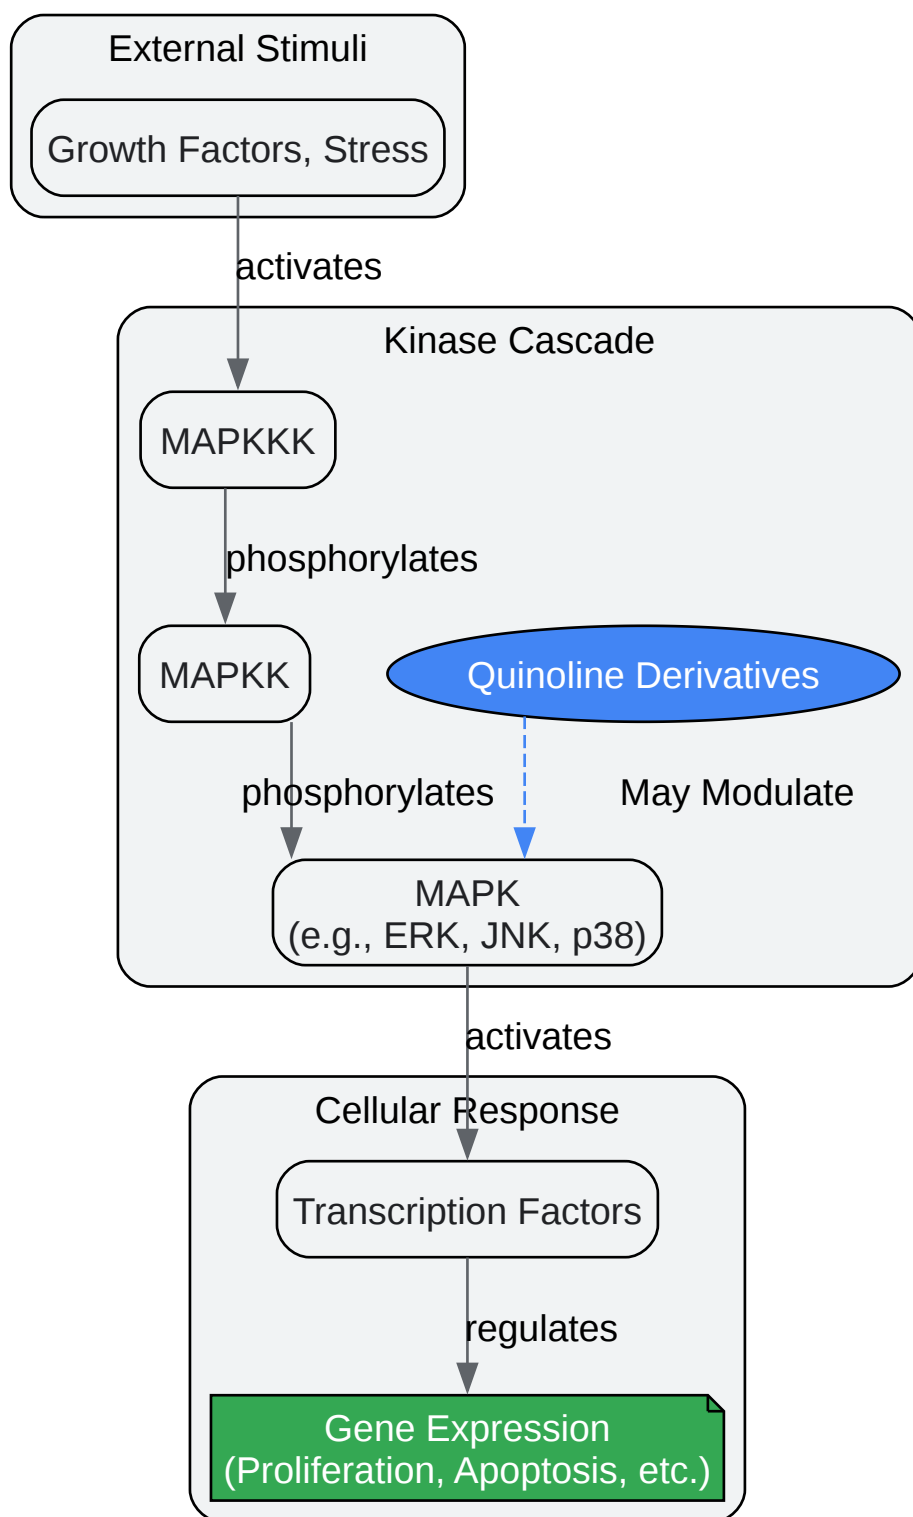 External Stimuli
Growth Factors, Stress
activates
Kinase Cascade
MAPKKK
phosphorylates
MAPKK
Quinoline Derivatives
phosphorylates
May Modulate
MAPK
(e.g., ERK, JNK, p38)
activates
Cellular Response
Transcription Factors
regulates
Gene Expression
(Proliferation, Apoptosis, etc.)